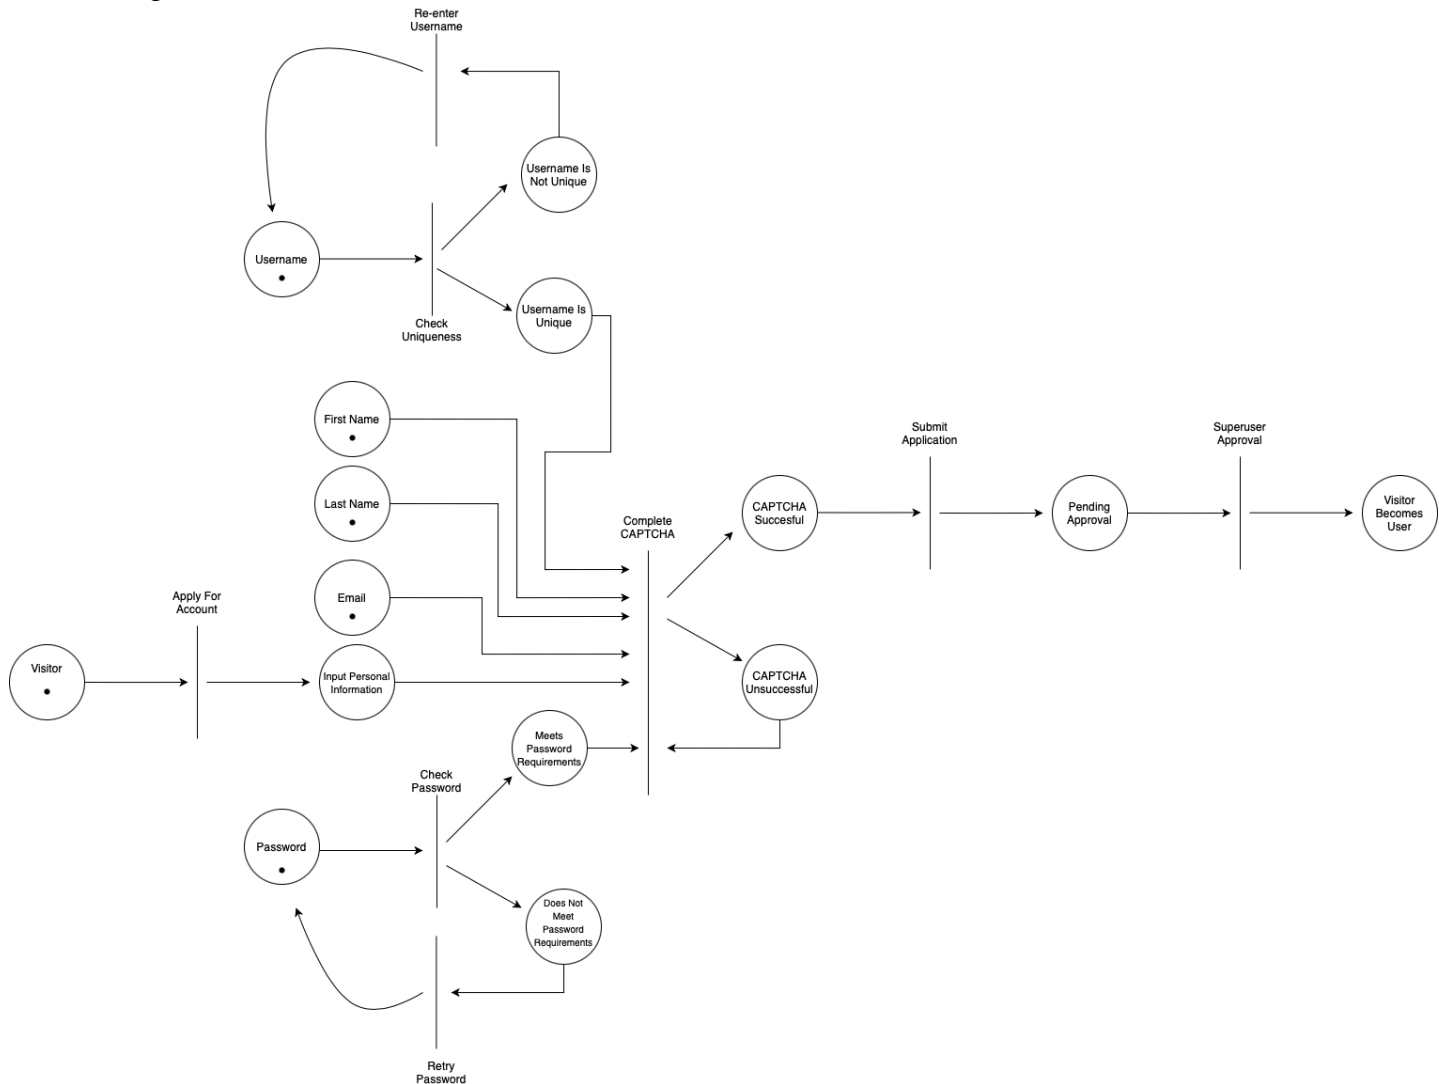 Re-enter
Username
Username Is
Not Unique
Username
Username Is
Unique
Check
Uniqueness
First Name
Last Name
Email
Apply For
Account
Visitor
Input Personal
Information
Complete
CAPTCHA
CAPTCHA
Succesful
Submit
Application
Pending
Approval
Superuser
Approval
Visitor
Becomes
User
CAPTCHA
Unsuccessful
Meets
Password
Requirements
Check
Password
Password
Does Not
Meet
Password
Requirements
Retry
Password